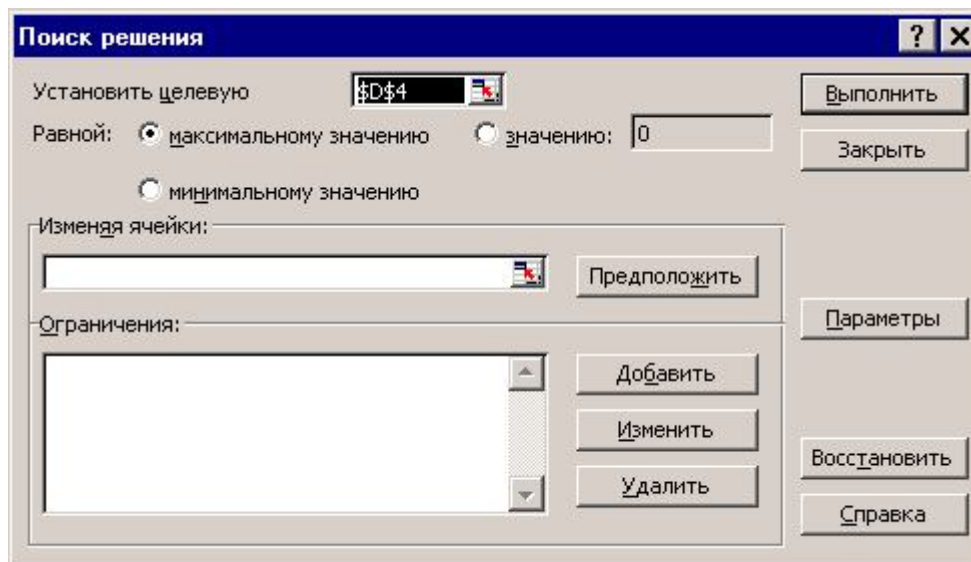 Поиск решения
Установить целевую $D$4
Выполнить
Равной: максимальному значению значению: 0
Закрыть
минимальному значению
Изменяя ячейки:
Предположить
Ограничения:
Параметры
Добавить
Изменить
Восстановить
Удалить
Справка